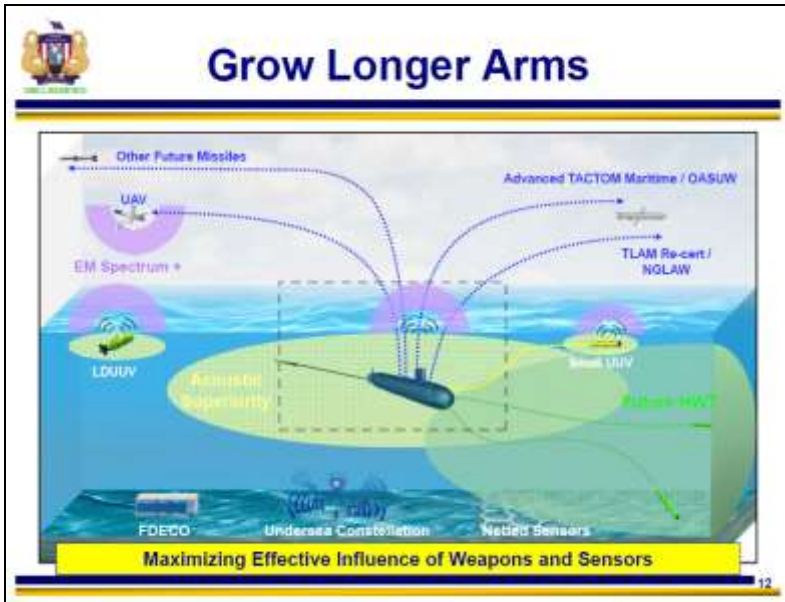 UNCLASSIFIED
Grow Longer Arms
Other Future Missiles
Advanced TACTOM Maritime / OASUW
UAV
TLAM Re-cert /
NGLAW
EM Spectrum +
LDUUV
Acoustic
Superiority
Small UUV
Future HWT
FDECO
Undersea Constellation
Netted Sensors
Maximizing Effective Influence of Weapons and Sensors
12